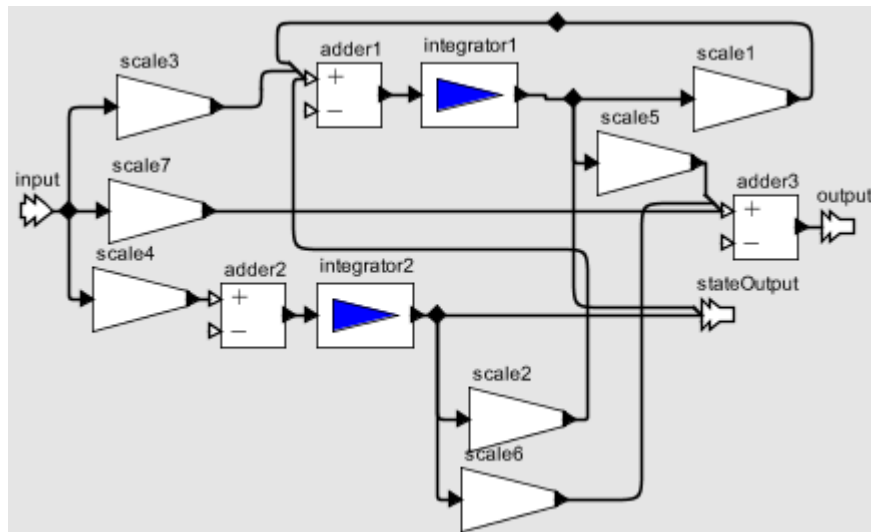 scale3
adder1
integrator1
scale1
+
−
scale5
input
scale7
adder3
output
+
−
scale4
adder2
integrator2
stateOutput
+
−
scale2
scale6